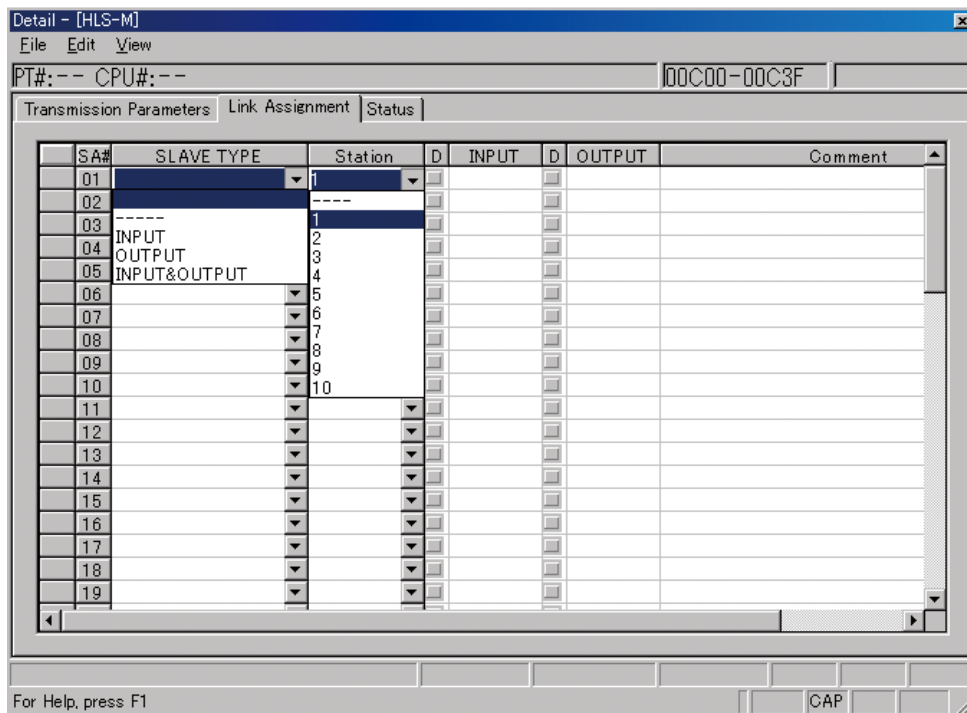 Detail - [HLS-M]
File Edit View
PT#:-- CPU#:-- 00C00-00C3F
Transmission Parameters Link Assignment Status
SA# SLAVE TYPE Station D INPUT D OUTPUT Comment
01 1
02 ----
03 ----- 1
04 INPUT 2
OUTPUT 3
05 INPUT&OUTPUT 4
06 5
07 6
7
08 8
09 9
10 10
11
12
13
14
15
16
17
18
19
For Help, press F1 CAP